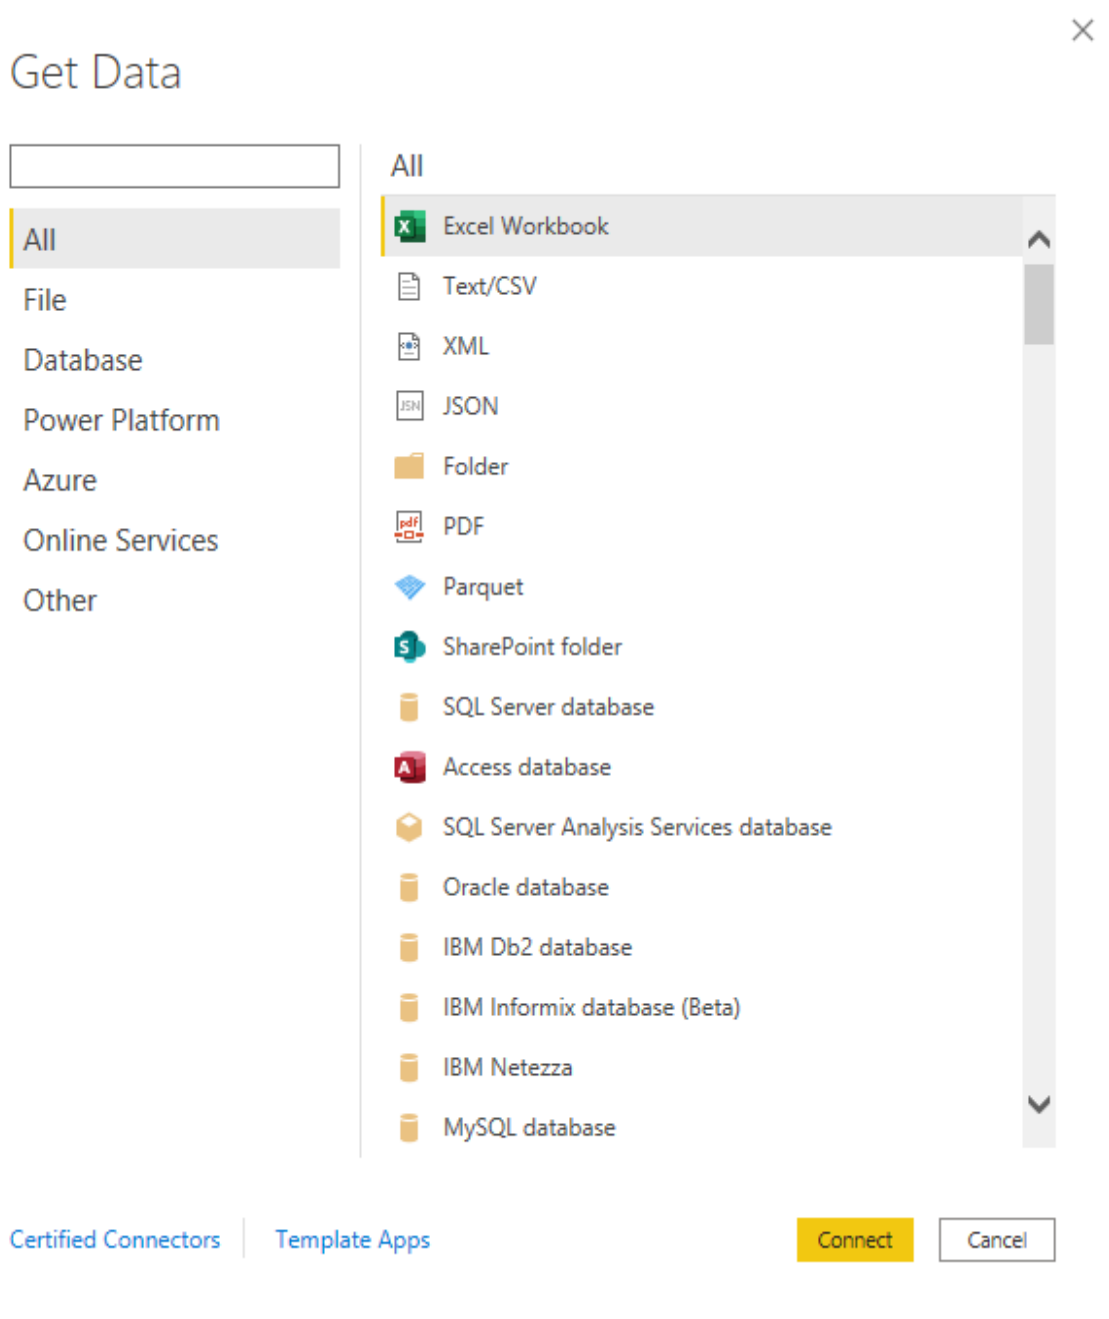 Get Data
All
File
Database
Power Platform
Azure
Online Services
Other
All
Excel Workbook
Text/CSV
XML
JSN
JSON
Folder
pdf
PDF
Parquet
S
SharePoint folder
SQL Server database
A
Access database
SQL Server Analysis Services database
Oracle database
IBM Db2 database
IBM Informix database (Beta)
IBM Netezza
MySQL database
Certified Connectors
Template Apps
Connect
Cancel